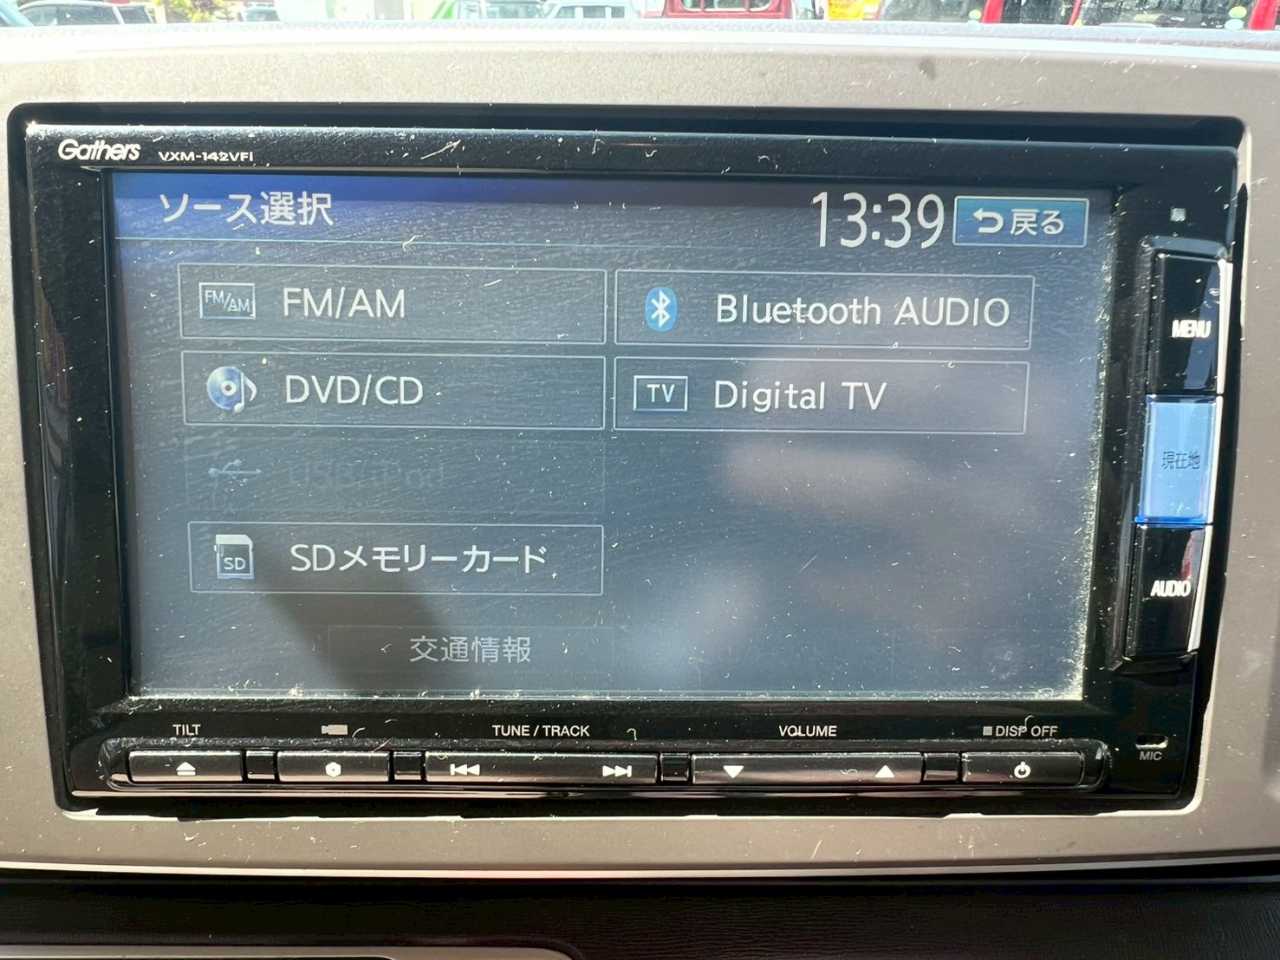 Gathers VXM-142VFi
ソース選択 13:39 戻る
FM/AM FM/AM Bluetooth AUDIO
DVD/CD TV Digital TV
USB/iPod
SD SDメモリーカード
交通情報
MENU
現在地
AUDIO
TILT TUNE / TRACK VOLUME DISP OFF
MIC